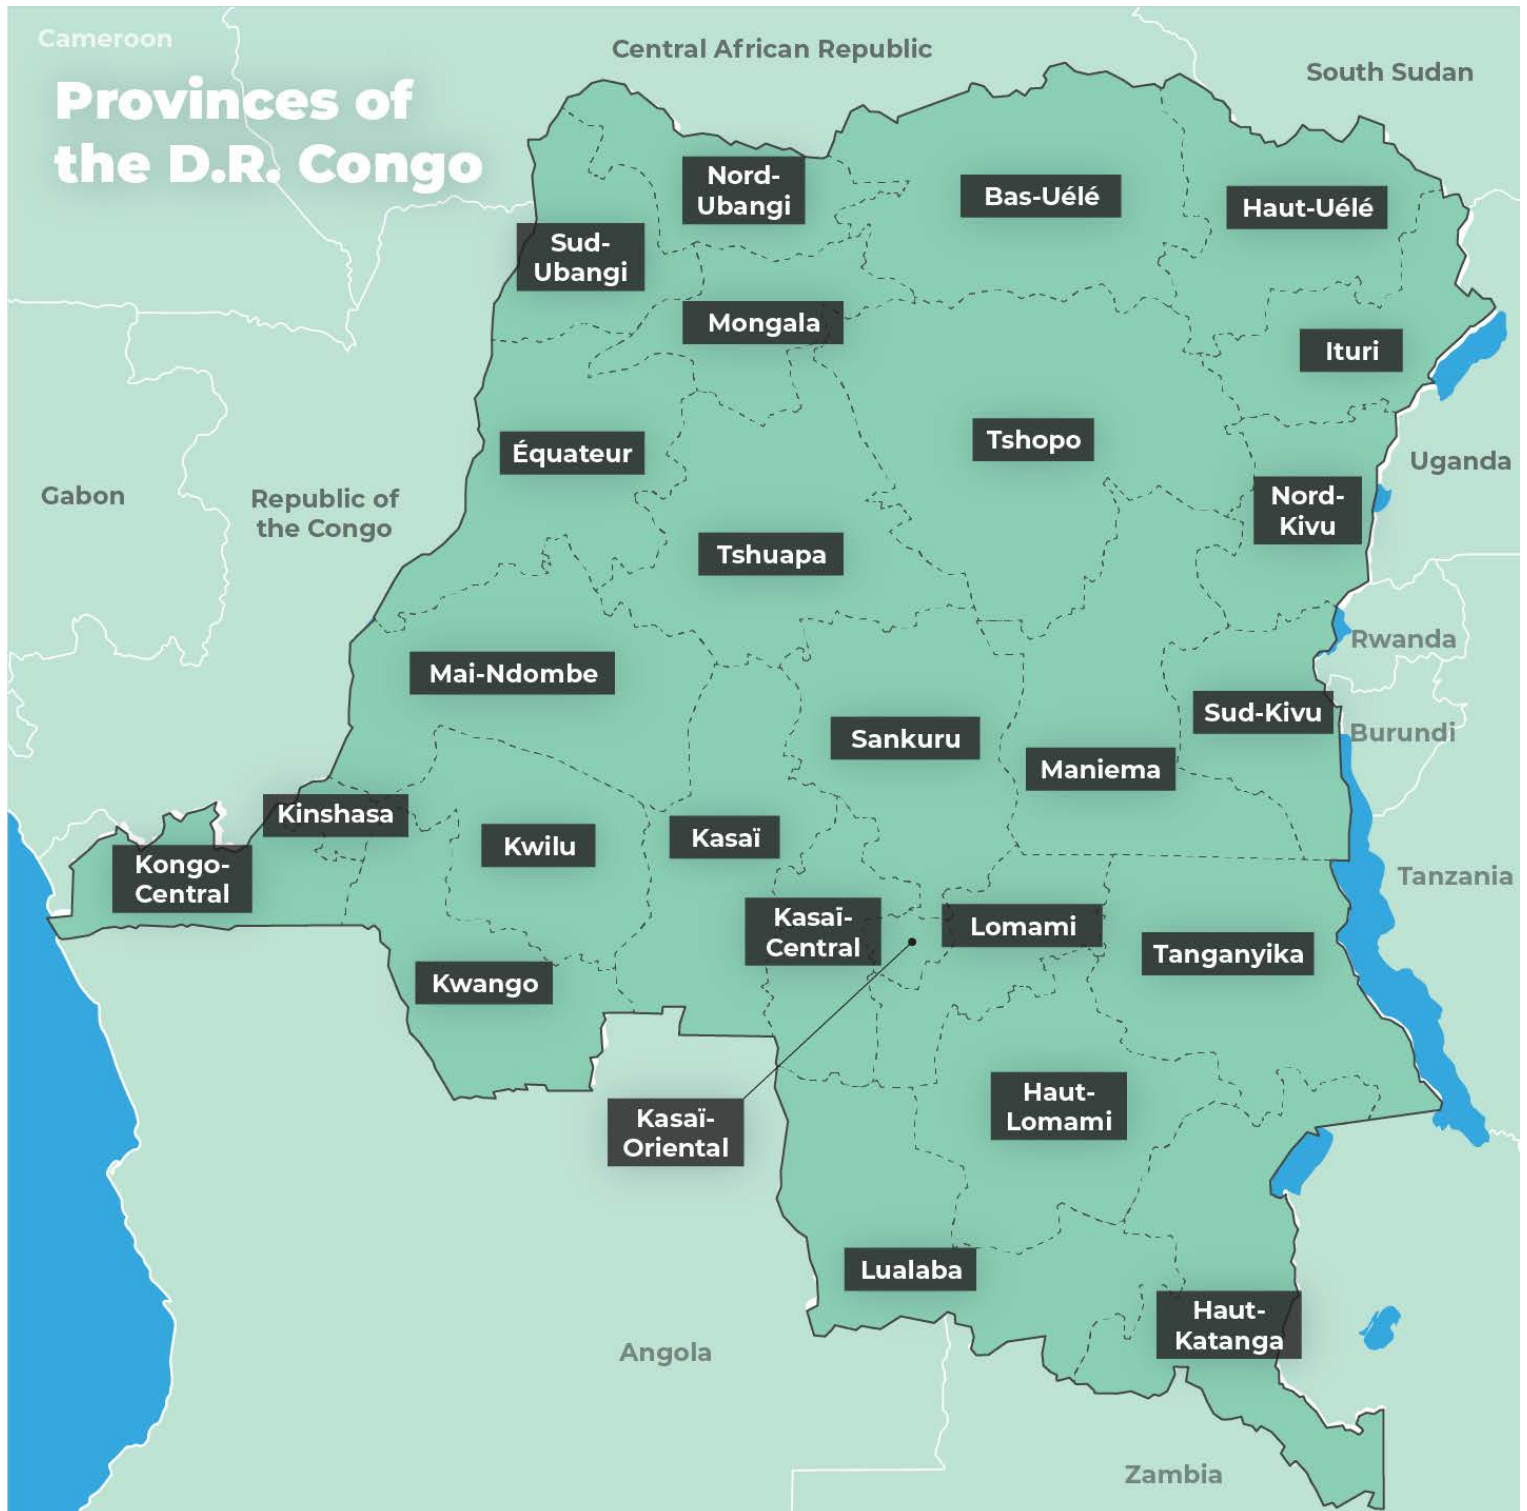 Cameroon
Central African Republic
South Sudan
Provinces of
the D.R. Congo
Nord-
Ubangi
Bas-Uélé
Haut-Uélé
Sud-
Ubangi
Mongala
Ituri
Équateur
Tshopo
Uganda
Gabon
Republic of
the Congo
Nord-
Kivu
Tshuapa
Rwanda
Mai-Ndombe
Sud-Kivu
Burundi
Sankuru
Maniema
Kinshasa
Kwilu
Kasaï
Kongo-
Central
Tanzania
Kasaï-
Central
Lomami
Tanganyika
Kwango
Haut-
Lomami
Kasaï-
Oriental
Lualaba
Haut-
Katanga
Angola
Zambia